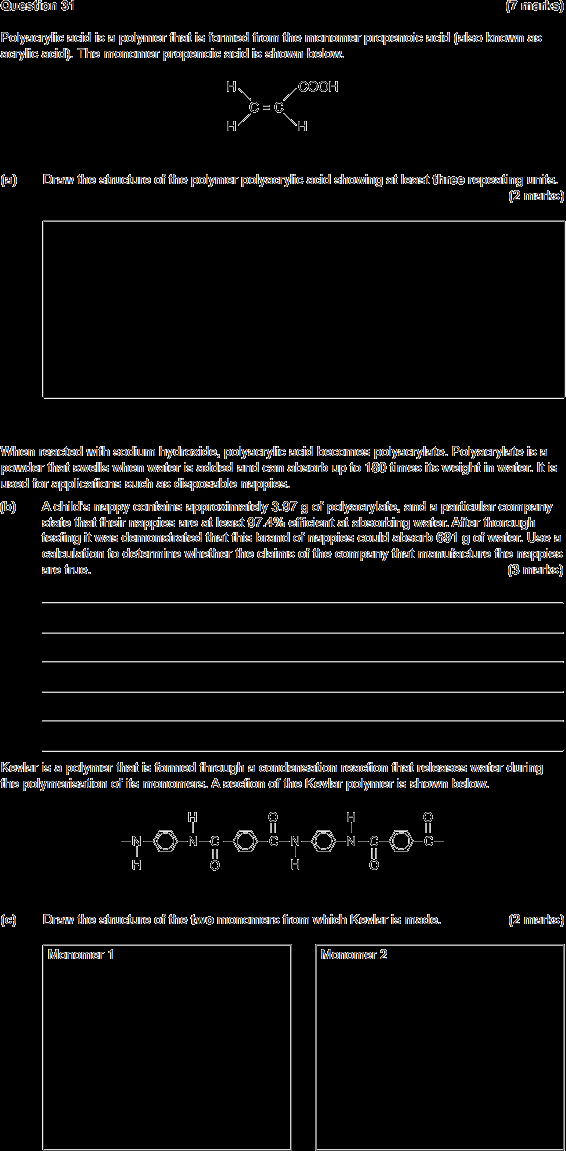 Question 31 (7 marks)
Polyacrylic acid is a polymer that is formed from the monomer propenoic acid (also known as
acrylic acid). The monomer propenoic acid is shown below.
H COOH
C = C
H H
(a) Draw the structure of the polymer polyacrylic acid showing at least three repeating units.
(2 marks)
When reacted with sodium hydroxide, polyacrylic acid becomes polyacrylate. Polyacrylate is a
powder that swells when water is added and can absorb up to 180 times its weight in water. It is
used for applications such as disposable nappies.
(b) A child's nappy contains approximately 3.97 g of polyacrylate, and a particular company
state that their nappies are at least 97.4% efficient at absorbing water. After thorough
testing it was demonstrated that this brand of nappies could absorb 691 g of water. Use a
calculation to determine whether the claims of the company that manufacture the nappies
are true. (3 marks)
Kevlar is a polymer that is formed through a condensation reaction that releases water during
the polymerisation of its monomers. A section of the Kevlar polymer is shown below.
H O H O
N N C C N N C C
H O H O
(c) Draw the structure of the two monomers from which Kevlar is made. (2 marks)
Monomer 1 Monomer 2